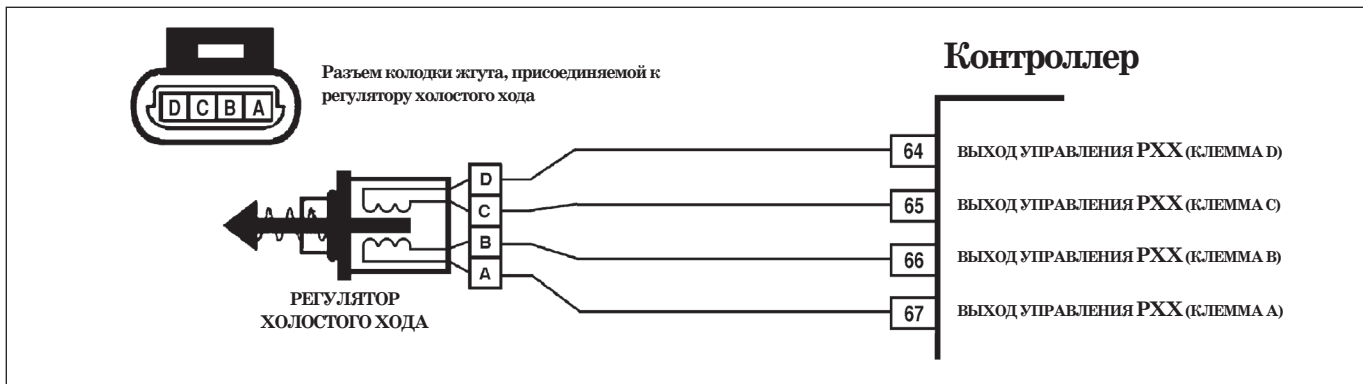 Контроллер
Разъем колодки жгута, присоединяемой к
регулятору холостого хода
D C B A
D
C
B
A
64 ВЫХОД УПРАВЛЕНИЯ РХХ (КЛЕММА D)
65 ВЫХОД УПРАВЛЕНИЯ РХХ (КЛЕММА C)
66 ВЫХОД УПРАВЛЕНИЯ РХХ (КЛЕММА B)
67 ВЫХОД УПРАВЛЕНИЯ РХХ (КЛЕММА A)
РЕГУЛЯТОР
ХОЛОСТОГО ХОДА